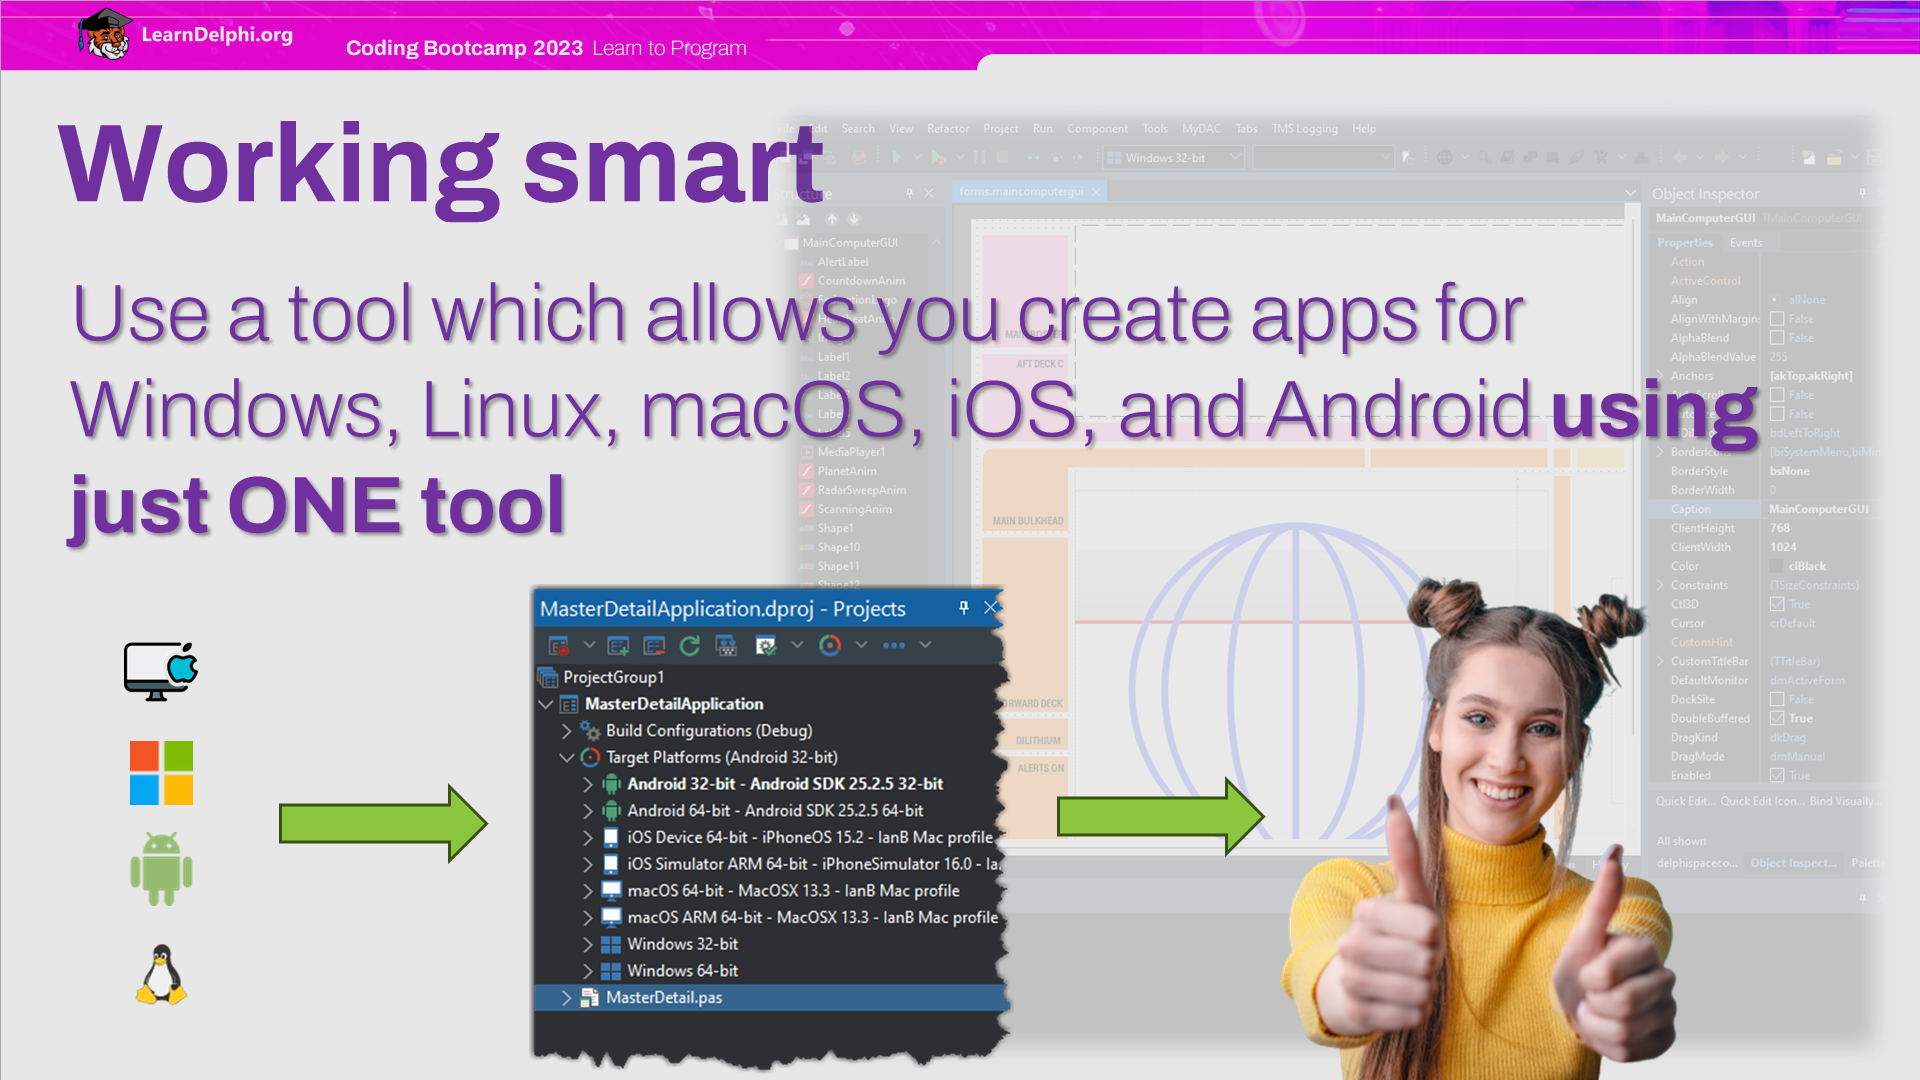 LearnDelphi.org
Coding Bootcamp 2023 Learn to Program
Working smart
Use a tool which allows you create apps for
Windows, Linux, macOS, iOS, and Android using
just ONE tool
Edit Search View Refactor Project Run Component Tools MyDAC Tabs TMS Logging Help
Windows 32-bit
forms.maincomputergui
MainComputerGUI
AlertLabel
CountdownAnim
Label1
Label2
MediaPlayer1
PlanetAnim
RadarSweepAnim
ScanningAnim
Shape1
Shape10
Shape11
Shape12
AFT DECK C
MAIN BULKHEAD
DILITHIUM
ALERTS ON
Object Inspector
MainComputerGUI TMainComputerGUI
Properties Events
Action
ActiveControl
Align alNone
AlignWithMargins False
AlphaBlend False
AlphaBlendValue 255
Anchors [akTop,akRight]
False
False
bdLeftToRight
BorderIcons
BorderStyle bsNone
BorderWidth 0
Caption MainComputerGUI
ClientHeight 768
ClientWidth 1024
Color clBlack
Constraints (TSizeConstraints)
Ctl3D True
Cursor crDefault
CustomHint
CustomTitleBar (TTitleBar)
DefaultMonitor dmActiveForm
DockSite False
DoubleBuffered True
DragKind dkDrag
DragMode dmManual
Enabled True
Quick Edit... Quick Edit Icon... Bind Visually...
All shown
delphispaceco... Object Inspect... Palett
MasterDetailApplication.dproj - Projects
ProjectGroup1
MasterDetailApplication
Build Configurations (Debug)
Target Platforms (Android 32-bit)
Android 32-bit - Android SDK 25.2.5 32-bit
Android 64-bit - Android SDK 25.2.5 64-bit
iOS Device 64-bit - iPhoneOS 15.2 - IanB Mac profile
iOS Simulator ARM 64-bit - iPhoneSimulator 16.0 - Ia
macOS 64-bit - MacOSX 13.3 - IanB Mac profile
macOS ARM 64-bit - MacOSX 13.3 - IanB Mac profile
Windows 32-bit
Windows 64-bit
MasterDetail.pas